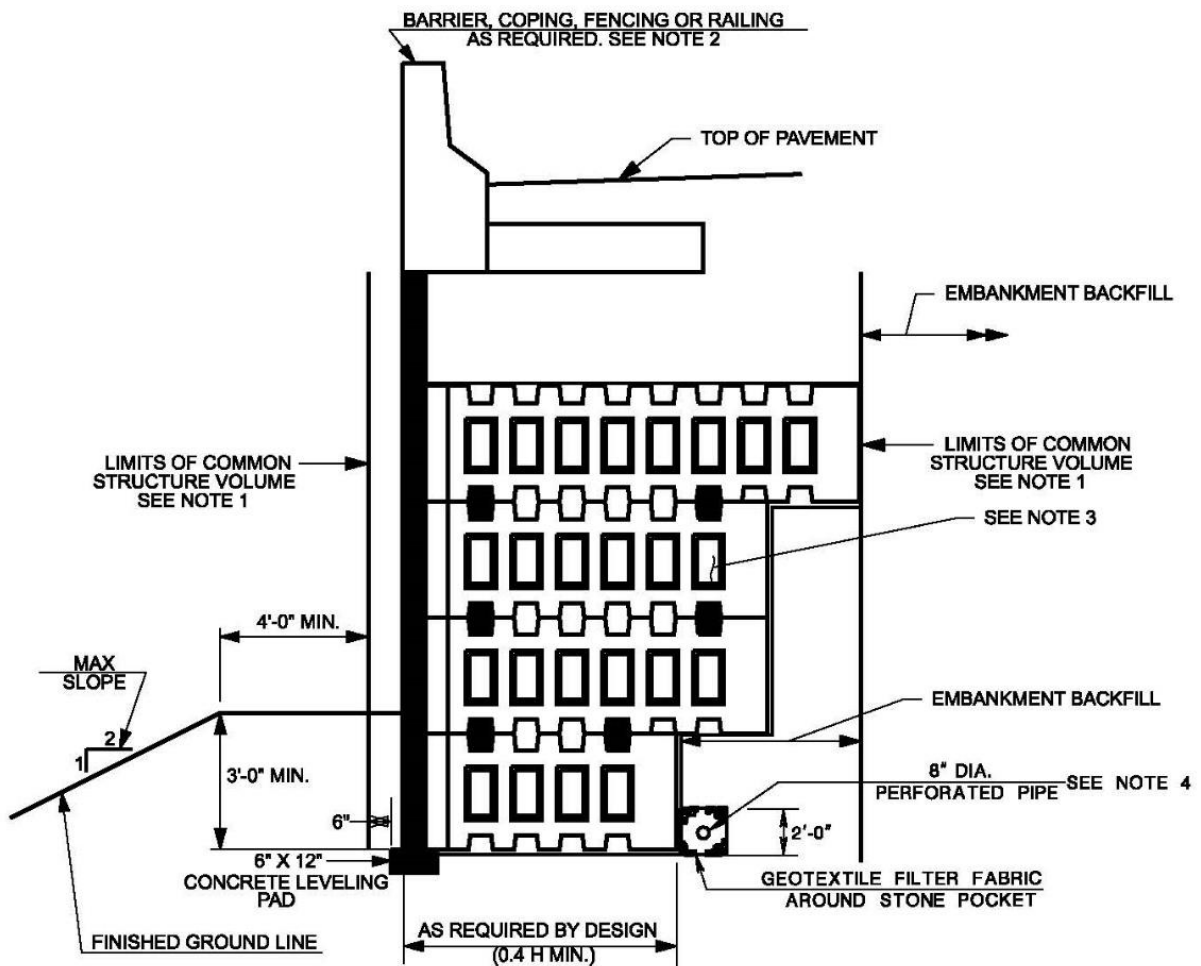 BARRIER, COPING, FENCING OR RAILING
AS REQUIRED. SEE NOTE 2
TOP OF PAVEMENT
EMBANKMENT BACKFILL
LIMITS OF COMMON
STRUCTURE VOLUME
SEE NOTE 1
LIMITS OF COMMON
STRUCTURE VOLUME
SEE NOTE 1
SEE NOTE 3
4'-0" MIN.
MAX
SLOPE
2
1
3'-0" MIN.
EMBANKMENT BACKFILL
8" DIA.
PERFORATED PIPE
SEE NOTE 4
6"
2'-0"
6" X 12"
CONCRETE LEVELING
PAD
GEOTEXTILE FILTER FABRIC
AROUND STONE POCKET
AS REQUIRED BY DESIGN
(0.4 H MIN.)
FINISHED GROUND LINE